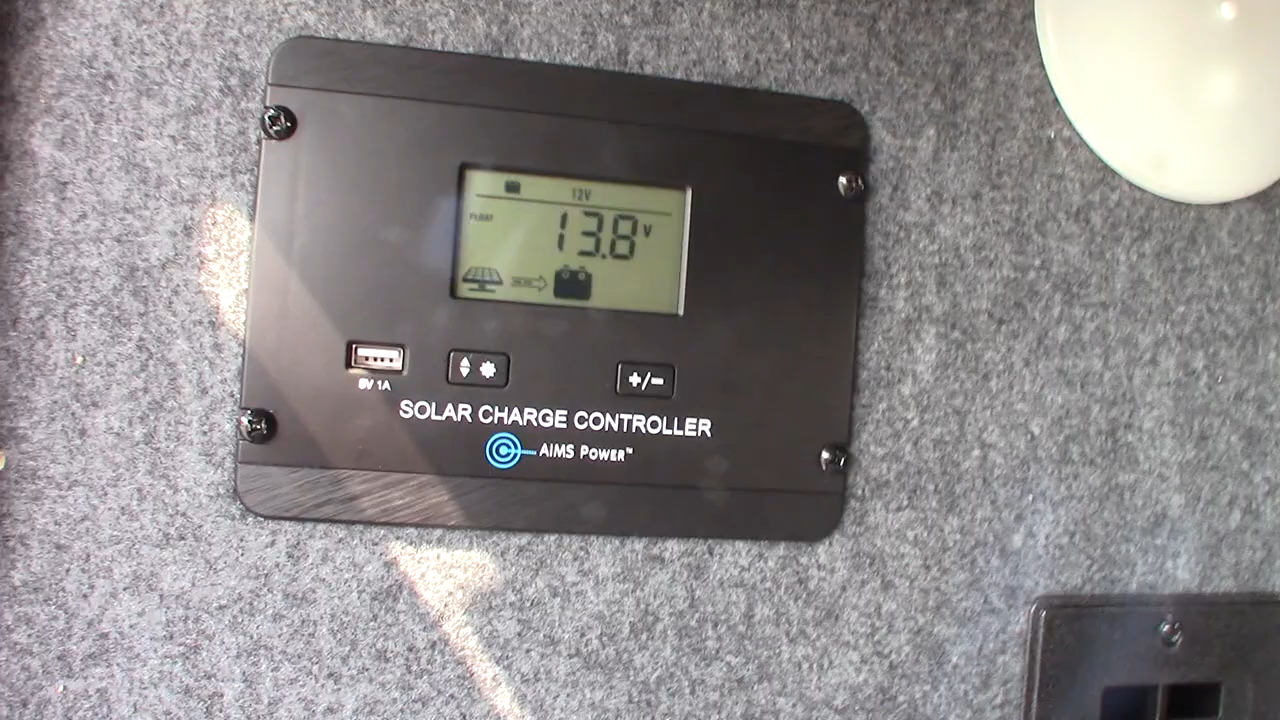 12V
FLOAT
13.8 V
5V 1A
+/−
SOLAR CHARGE CONTROLLER
AIMS POWER™